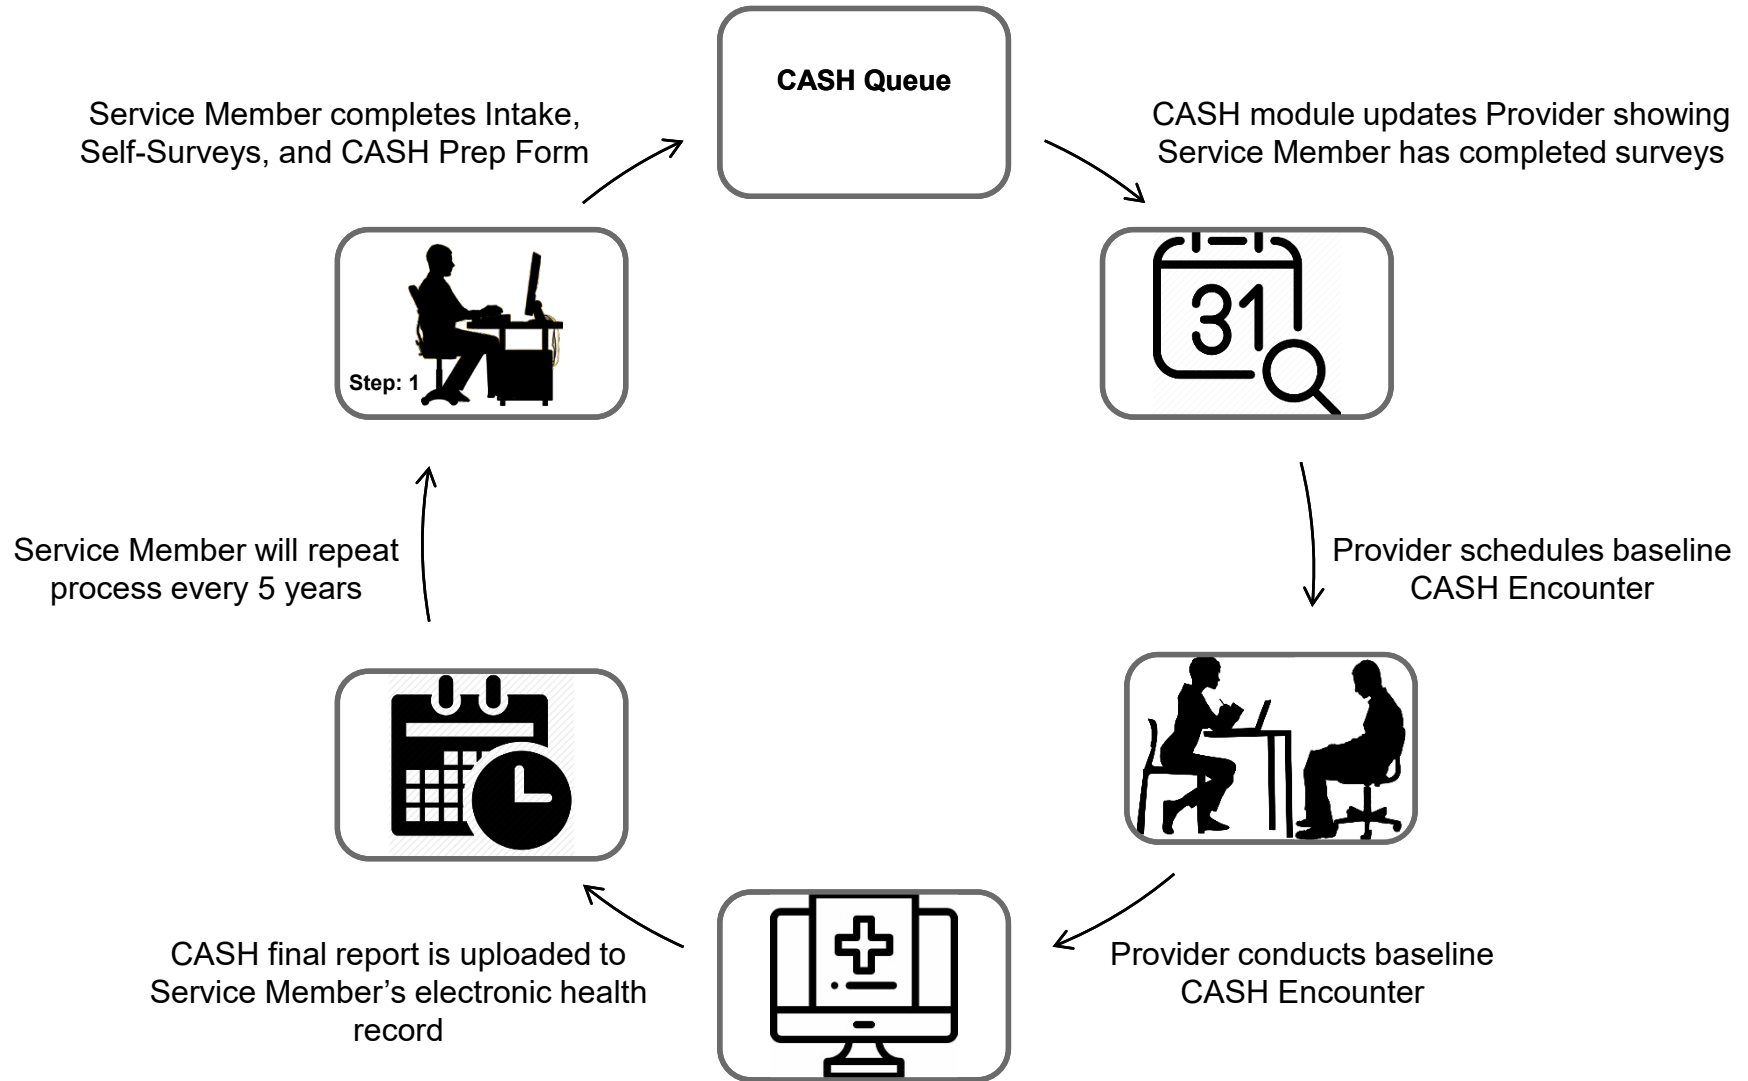 CASH Queue
Service Member completes Intake,
Self-Surveys, and CASH Prep Form
CASH module updates Provider showing
Service Member has completed surveys
31
Step: 1
Service Member will repeat
process every 5 years
Provider schedules baseline
CASH Encounter
CASH final report is uploaded to
Service Member’s electronic health
record
Provider conducts baseline
CASH Encounter